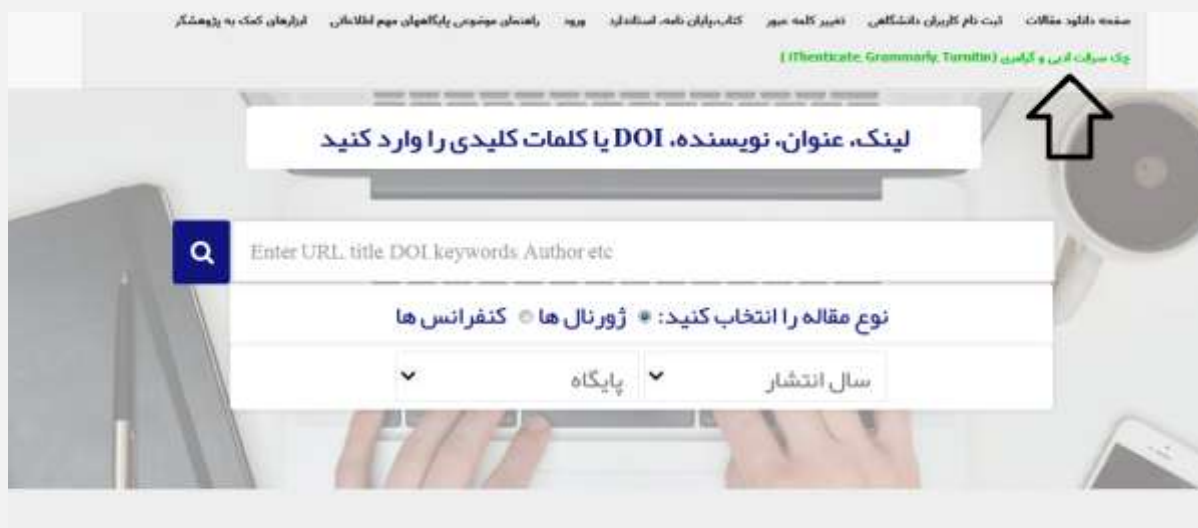 صفحه دانلود مقالات ثبت نام کاربران دانشگاهی تغییر کلمه عبور کتاب،پایان نامه، استاندارد ورود راهنمای موضوعی پایگاههای مهم اطلاعاتی ابزارهای کمک به پژوهشگر
چک سرقت ادبی و گرامری (iThenticate, Grammarly, Turnitin )
لینک، عنوان، نویسنده، DOI یا کلمات کلیدی را وارد کنید
Enter URL, title, DOI, keywords, Author etc
نوع مقاله را انتخاب کنید: ژورنال ها کنفرانس ها
سال انتشار پایگاه